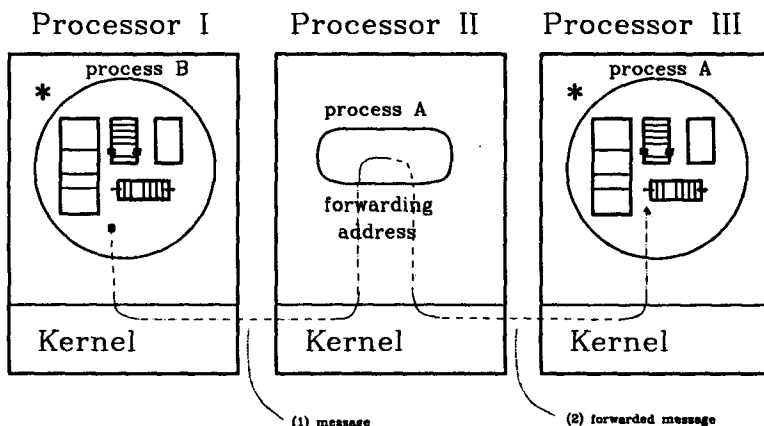 Processor I
Processor II
Processor III
process B
*
process A
forwarding
address
process A
*
Kernel
Kernel
Kernel
(1) message
(2) forwarded message